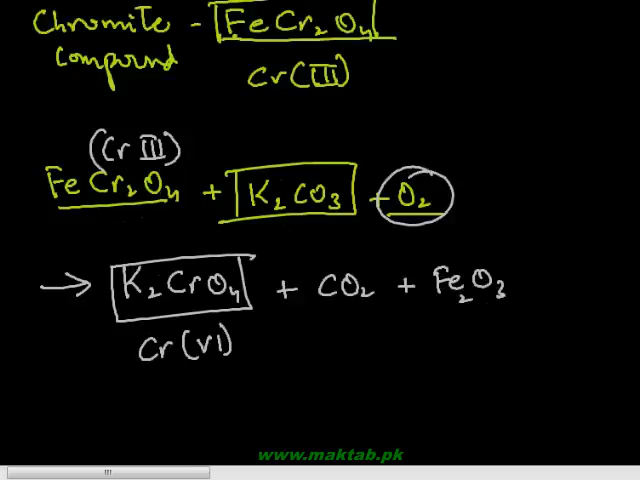 Chromite - FeCr₂O₄
Compound
Cr(III)
(Cr III)
FeCr₂O₄ + K₂CO₃ + O₂
→ K₂CrO₄ + CO₂ + Fe₂O₃
Cr(VI)
www.maktab.pk